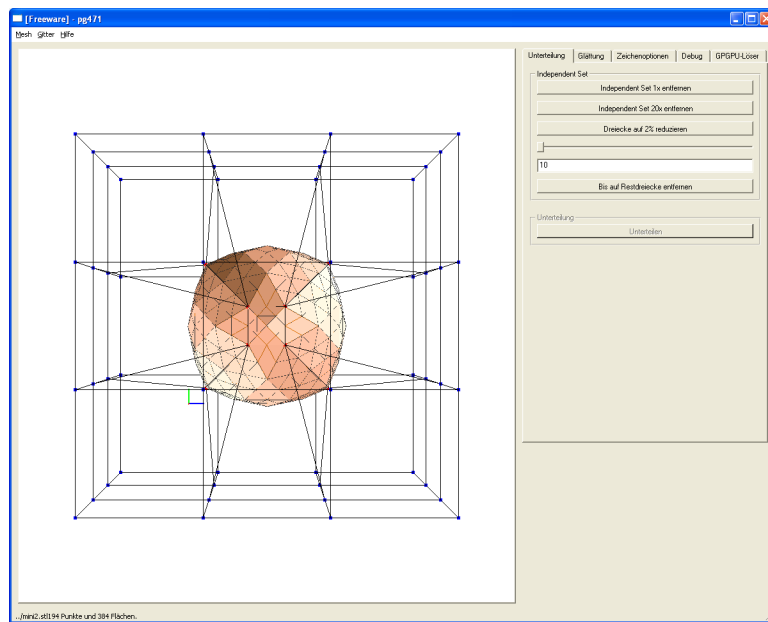 [Freeware] - pg471
Mesh Gitter Hilfe
Unterteilung Glättung Zeichenoptionen Debug GPGPU-Löser
Independent Set
Independent Set 1x entfernen
Independent Set 20x entfernen
Dreiecke auf 2% reduzieren
10
Bis auf Restdreiecke entfernen
Unterteilung
Unterteilen
../mini2.stl194 Punkte und 384 Flächen.